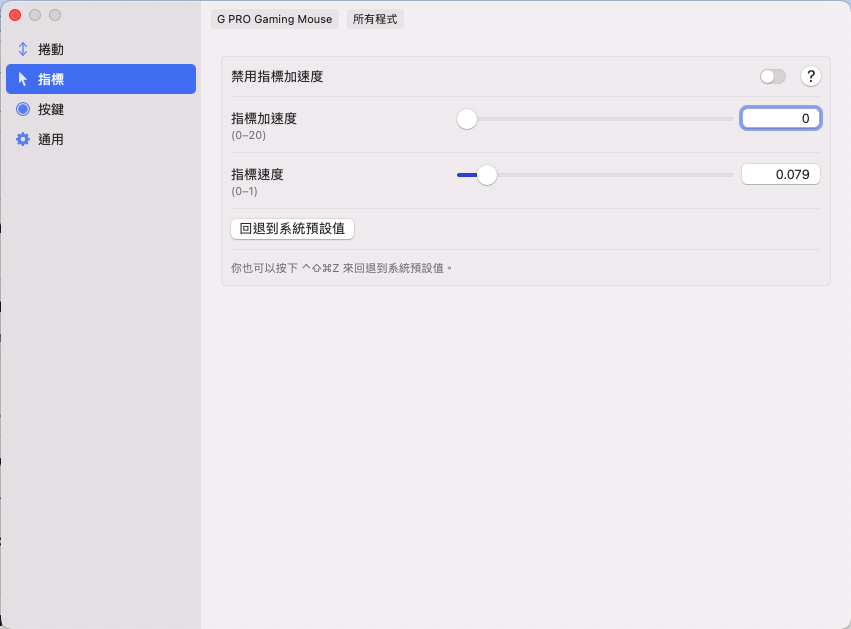 G PRO Gaming Mouse 所有程式
捲動
指標
按鍵
通用
禁用指標加速度 ?
指標加速度 0
(0–20)
指標速度 0.079
(0–1)
回退到系統預設值
你也可以按下 ⌃⇧⌘Z 來回退到系統預設值。